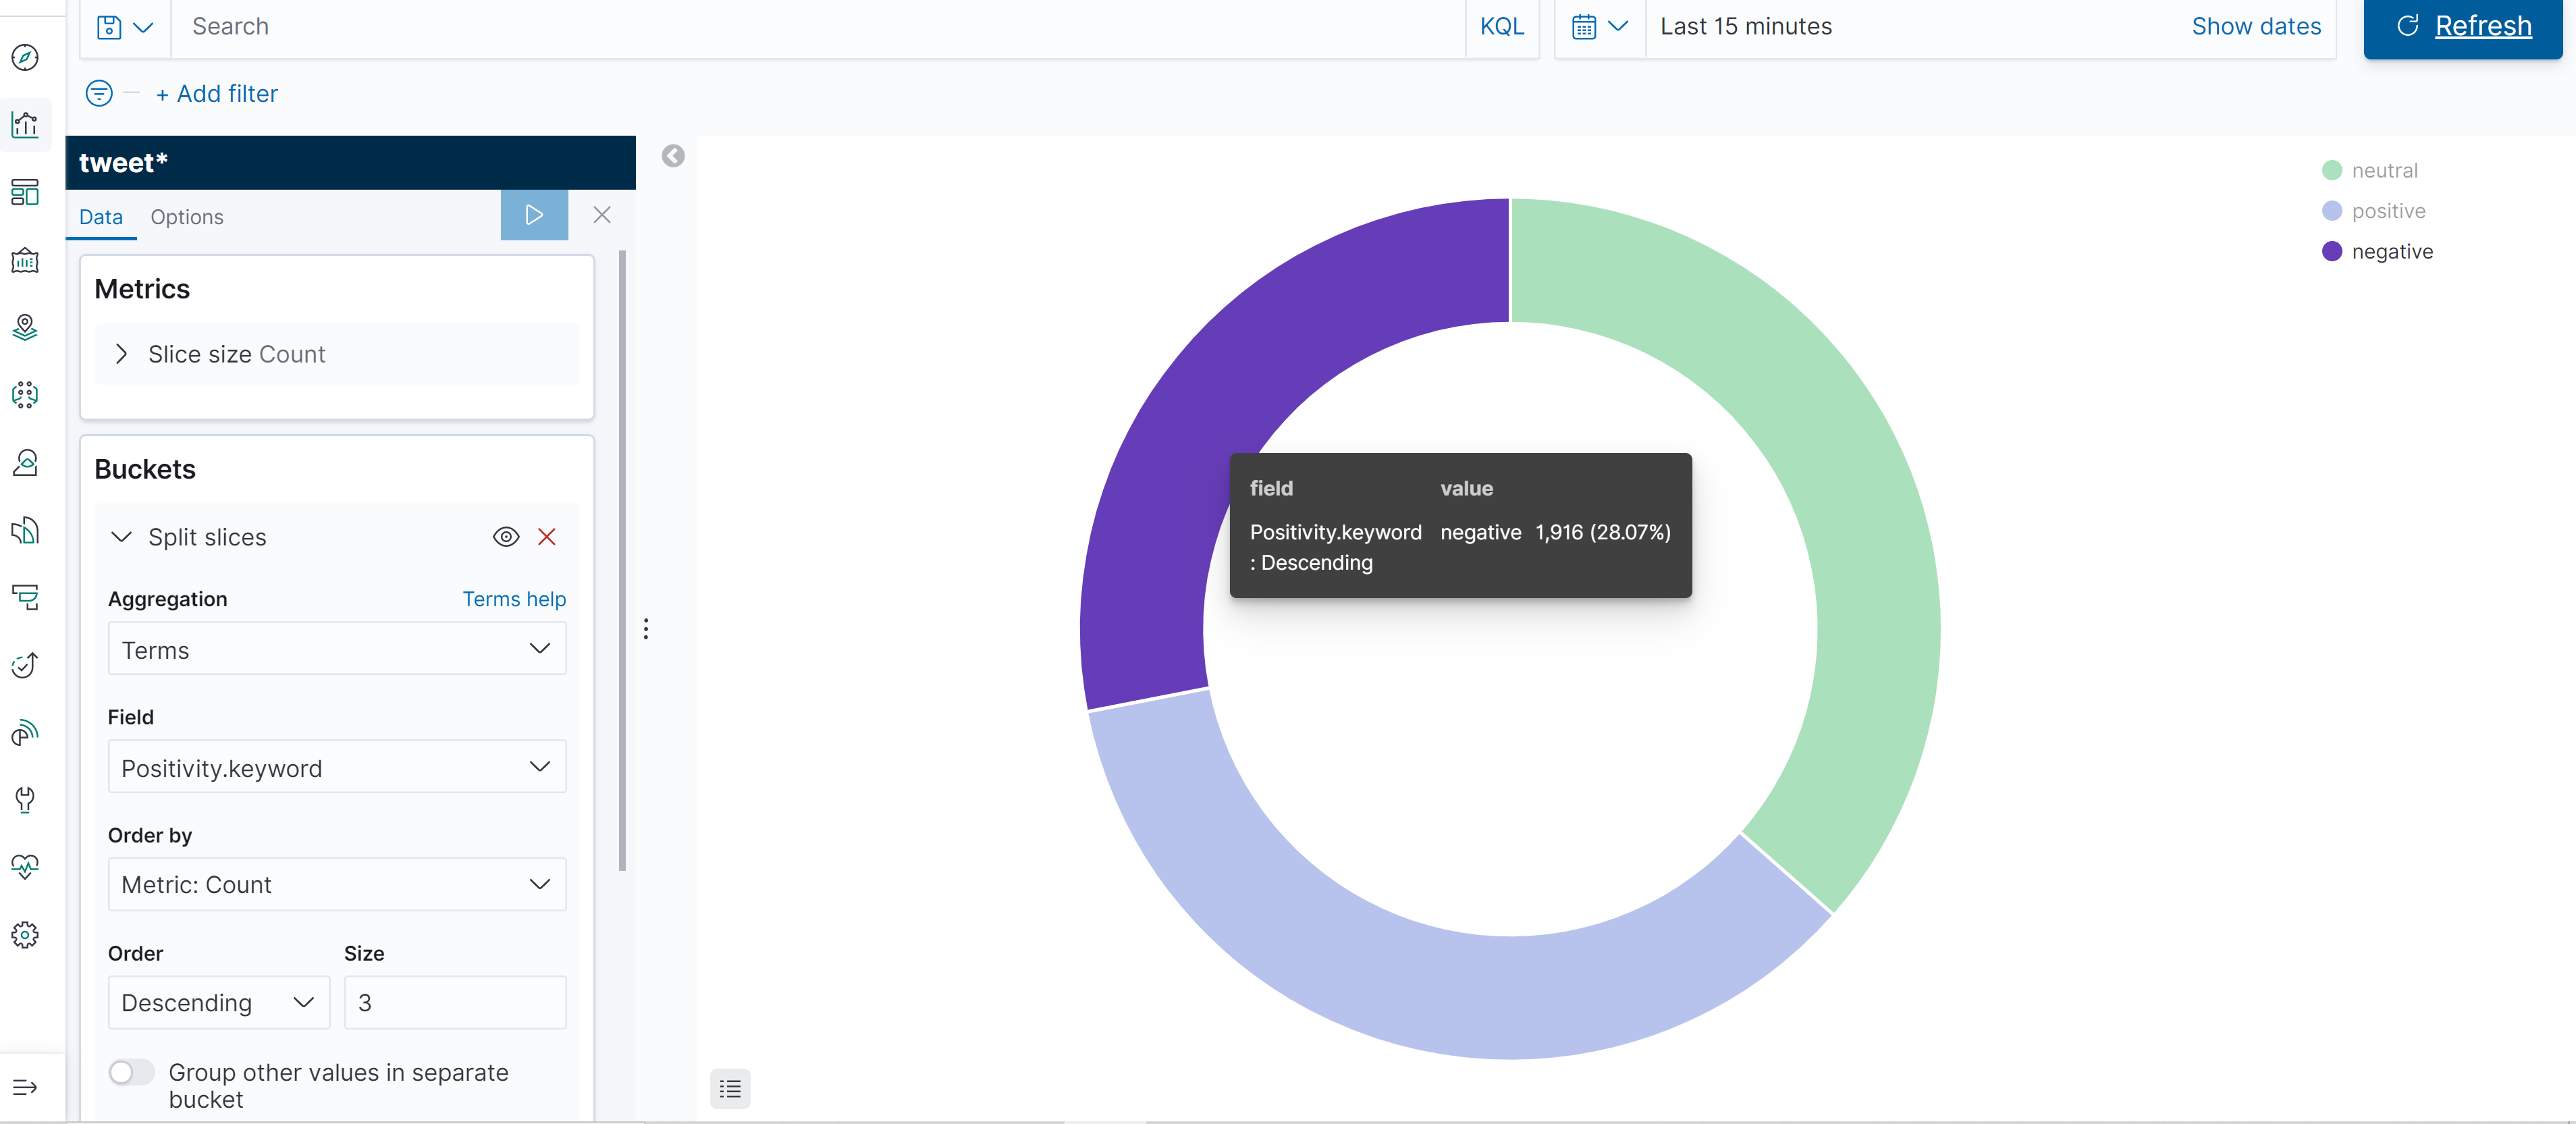 Search
KQL
Last 15 minutes
Show dates
Refresh
+ Add filter
tweet*
Data
Options
Metrics
Slice size Count
Buckets
Split slices
Aggregation
Terms help
Terms
Field
Positivity.keyword
Order by
Metric: Count
Order
Size
Descending
3
Group other values in separate
bucket
neutral
positive
negative
field value
Positivity.keyword negative 1,916 (28.07%)
: Descending